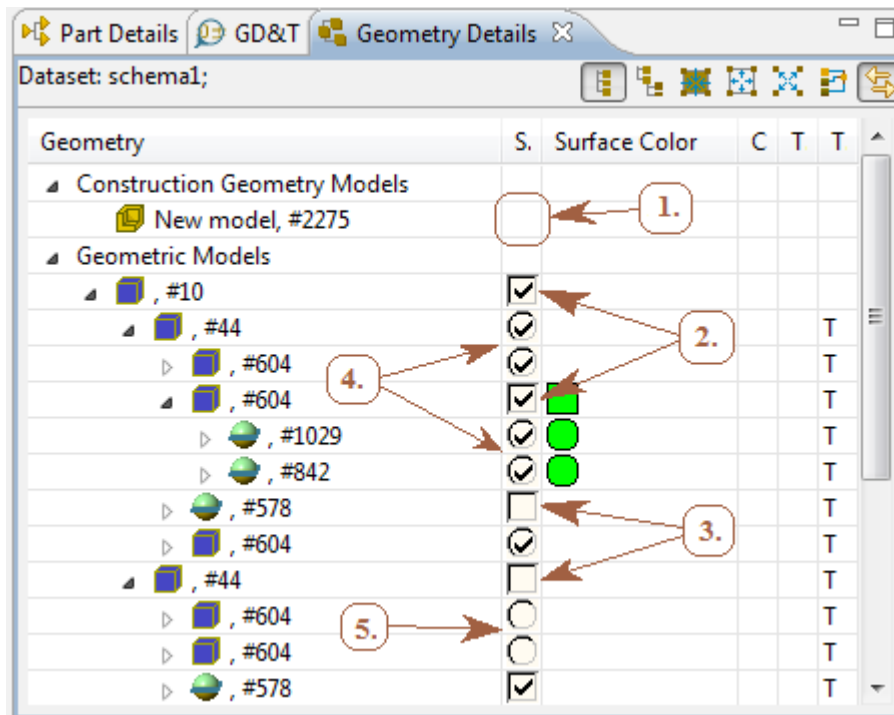 Part Details GD&T Geometry Details
Dataset: schema1;
Geometry S. Surface Color C T T
Construction Geometry Models
New model, #2275 1.
Geometric Models
, #10
, #44 T
2.
, #604 T
4.
, #604 T
, #1029 T
, #842 T
, #578 T
3.
, #604 T
, #44 T
, #604 T
5.
, #604 T
, #578 T